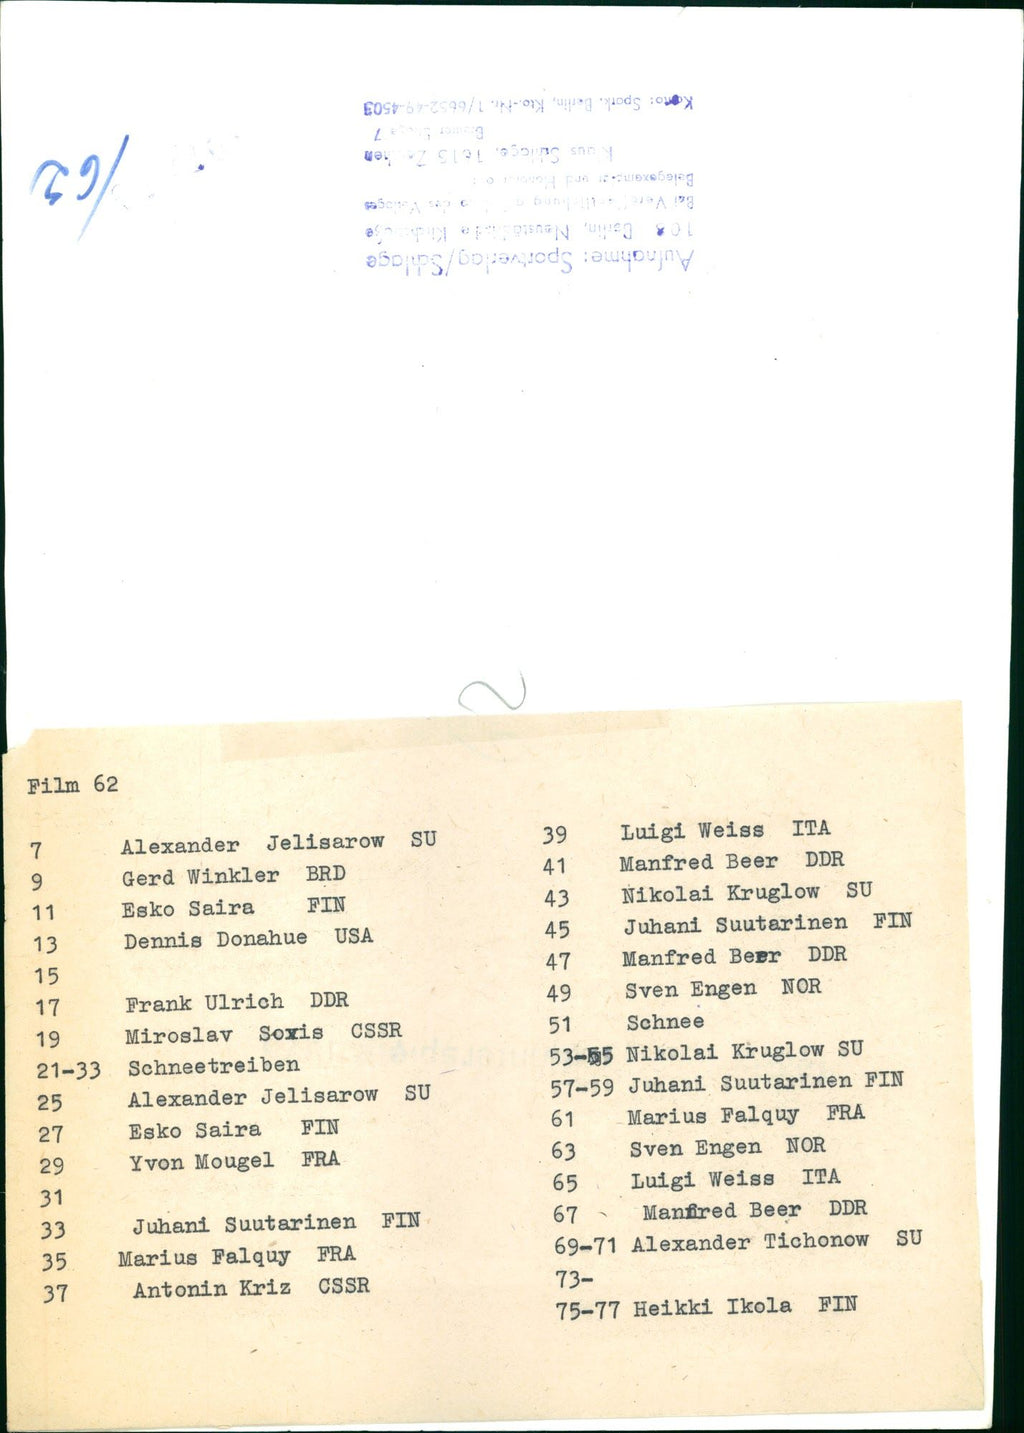 /62
Konto: Spark. Berlin, Kto.-Nr. 1/6652-49-4503
7
Klaus Schlage, 1615 Zeuthen
Belegexemplar und Honorar
Bei Veröffentlichung des Verlages
108 Berlin, Neustädtische Kirchstraße
Aufnahme: Sportverlag/Schlage
Film 62
7 Alexander Jelisarow SU
9 Gerd Winkler BRD
11 Esko Saira FIN
13 Dennis Donahue USA
15
17 Frank Ulrich DDR
19 Miroslav Soxis CSSR
21-33 Schneetreiben
25 Alexander Jelisarow SU
27 Esko Saira FIN
29 Yvon Mougel FRA
31
33 Juhani Suutarinen FIN
35 Marius Falquy FRA
37 Antonin Kriz CSSR
39 Luigi Weiss ITA
41 Manfred Beer DDR
43 Nikolai Kruglow SU
45 Juhani Suutarinen FIN
47 Manfred Beer DDR
49 Sven Engen NOR
51 Schnee
53-55 Nikolai Kruglow SU
57-59 Juhani Suutarinen FIN
61 Marius Falquy FRA
63 Sven Engen NOR
65 Luigi Weiss ITA
67 Manfred Beer DDR
69-71 Alexander Tichonow SU
73-
75-77 Heikki Ikola FIN